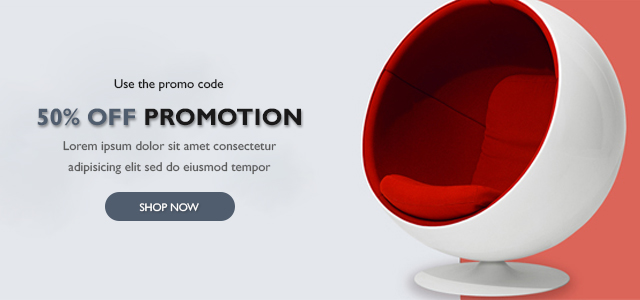 Use the promo code
50% OFF PROMOTION
Lorem ipsum dolor sit amet consectetur
adipisicing elit sed do eiusmod tempor
SHOP NOW